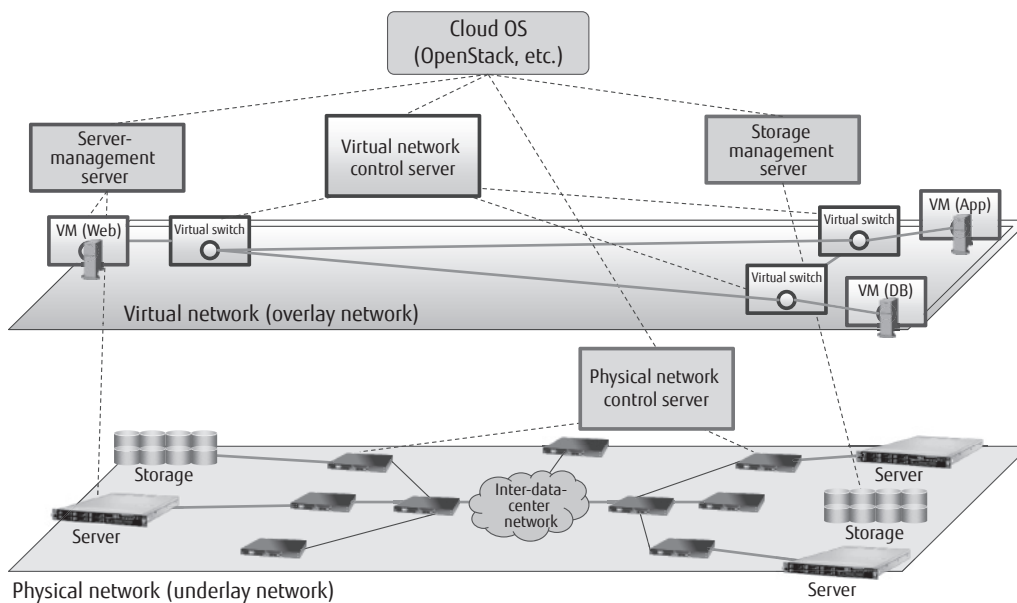 Cloud OS
(OpenStack, etc.)
Server-
management
server
Virtual network
control server
Storage
management
server
VM (Web)
Virtual switch
Virtual switch
VM (App)
Virtual switch
VM (DB)
Virtual network (overlay network)
Physical network
control server
Storage
Server
Inter-data-
center
network
Server
Storage
Server
Physical network (underlay network)